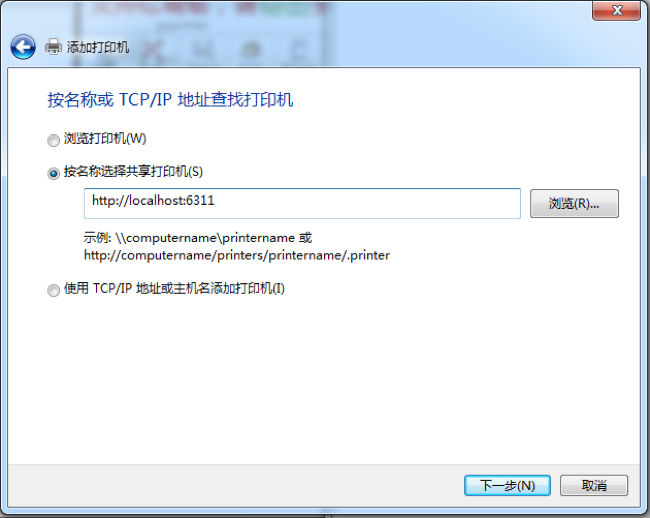 添加打印机
按名称或 TCP/IP 地址查找打印机
浏览打印机(W)
按名称选择共享打印机(S)
http://localhost:6311
浏览(R)...
示例: \\computername\printername 或
http://computername/printers/printername/.printer
使用 TCP/IP 地址或主机名添加打印机(I)
下一步(N)
取消